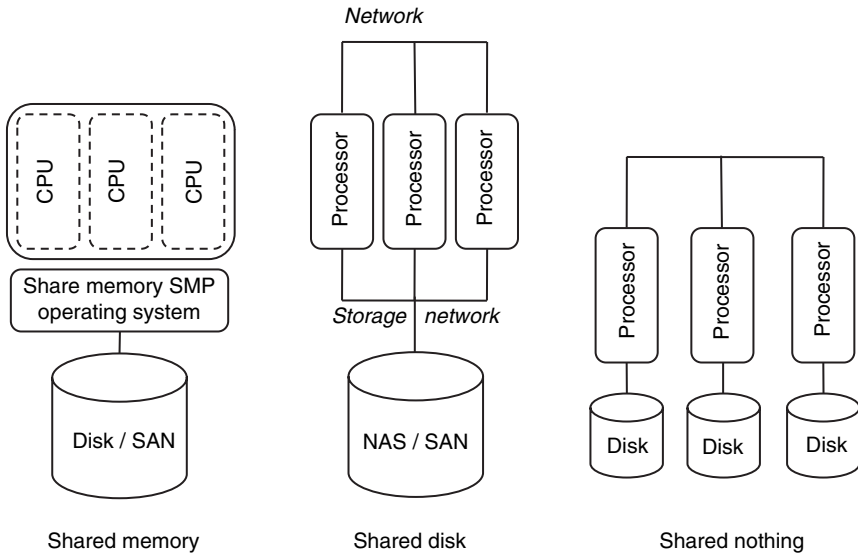 CPU
CPU
CPU
Share memory SMP
operating system
Disk / SAN
Shared memory
Network
Processor
Processor
Processor
Storage network
NAS / SAN
Shared disk
Processor
Processor
Processor
Disk
Disk
Disk
Shared nothing